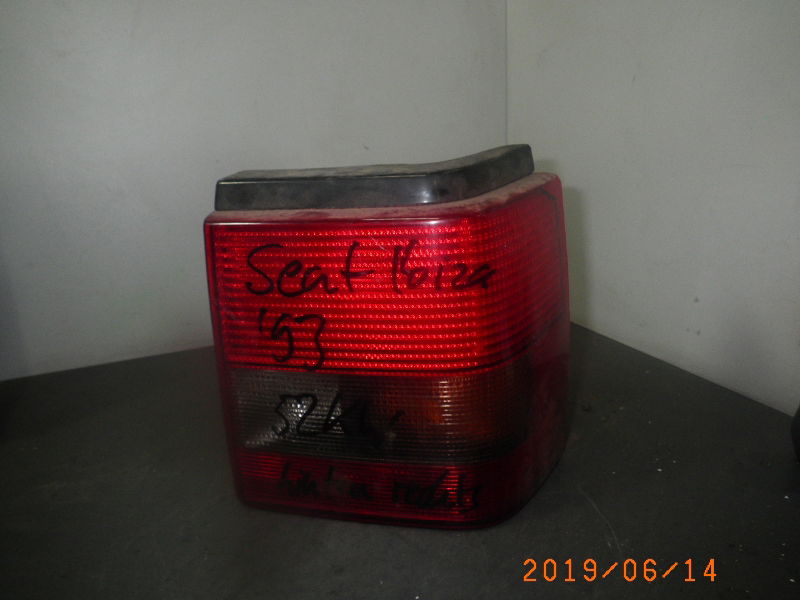 Seat Ibiza
'93
52KW
hinten rechts
2019/06/14